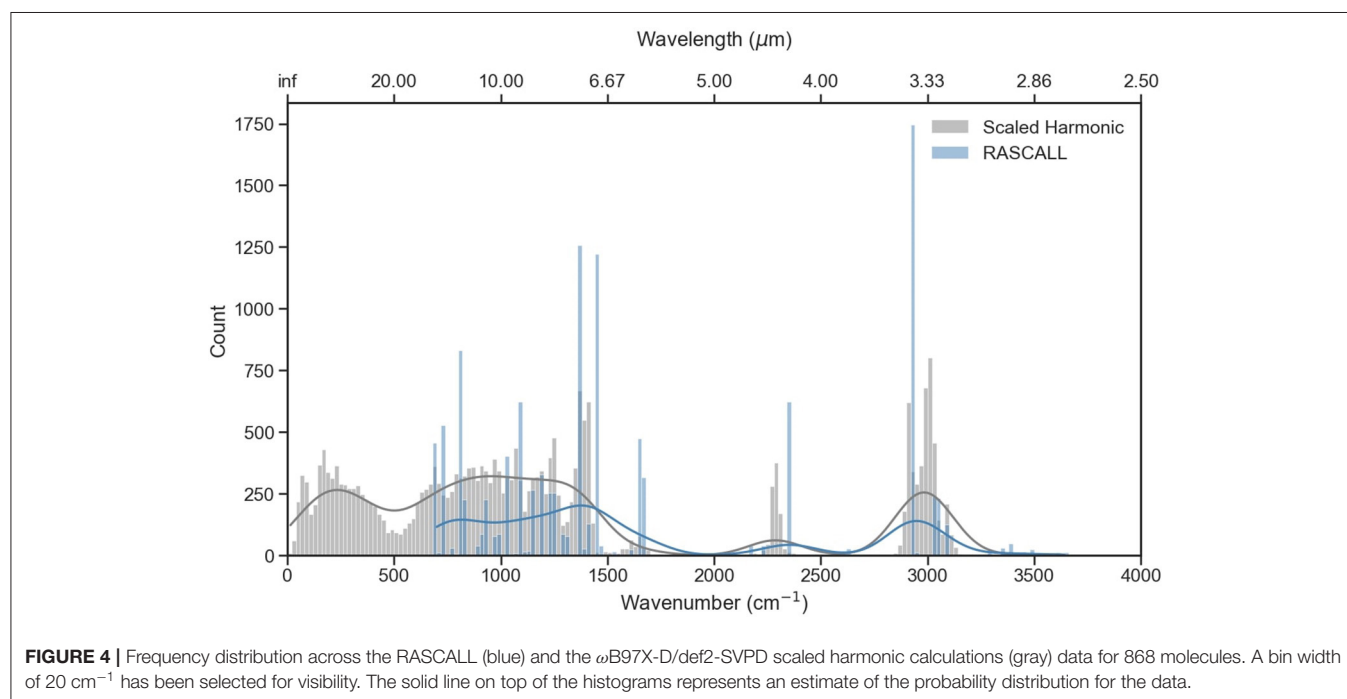 Wavelength (μm)
inf 20.00 10.00 6.67 5.00 4.00 3.33 2.86 2.50
1750
1500
1250
1000
750
500
250
0
Count
Scaled Harmonic
RASCALL
0 500 1000 1500 2000 2500 3000 3500 4000
Wavenumber (cm⁻¹)
FIGURE 4 | Frequency distribution across the RASCALL (blue) and the ωB97X-D/def2-SVPD scaled harmonic calculations (gray) data for 868 molecules. A bin width
of 20 cm⁻¹ has been selected for visibility. The solid line on top of the histograms represents an estimate of the probability distribution for the data.